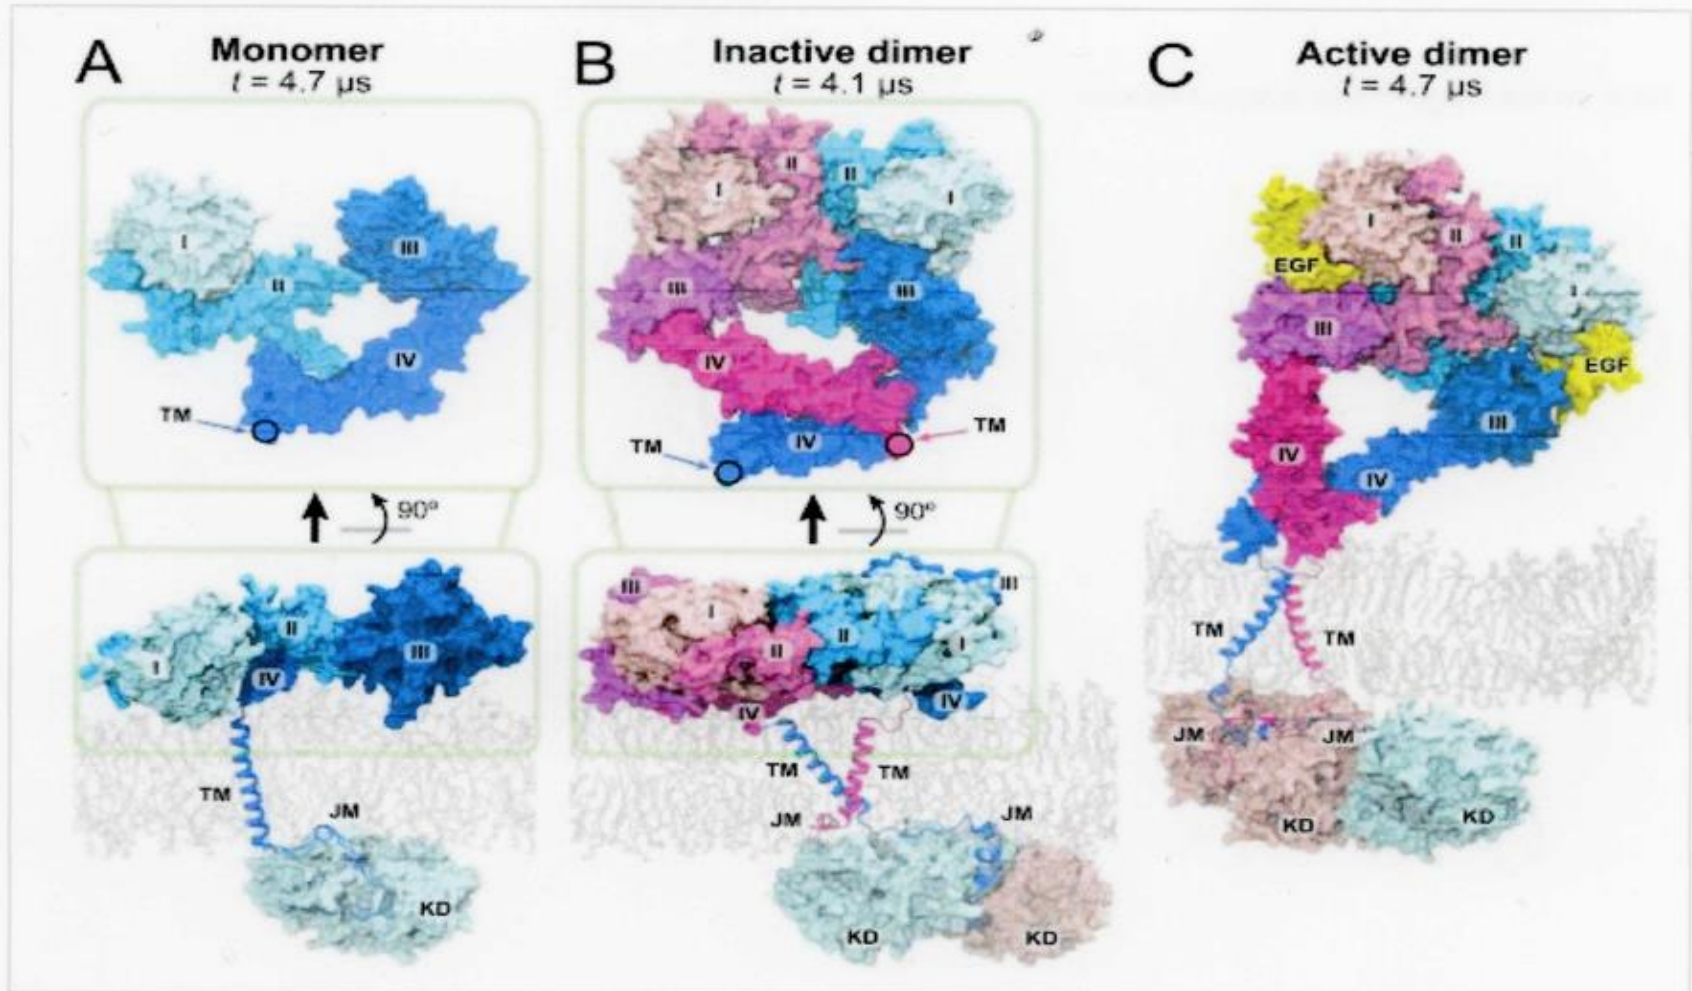 A
Monomer
t = 4.7 µs
I
II
III
IV
TM
90º
I
II
III
IV
TM
JM
KD
B
Inactive dimer
t = 4.1 µs
I
II
II
I
III
III
IV
IV
TM
TM
90º
III
I
II
II
I
III
IV
IV
TM
TM
JM
JM
KD
KD
C
Active dimer
t = 4.7 µs
I
II
II
I
EGF
III
EGF
III
IV
IV
TM
TM
JM
JM
KD
KD